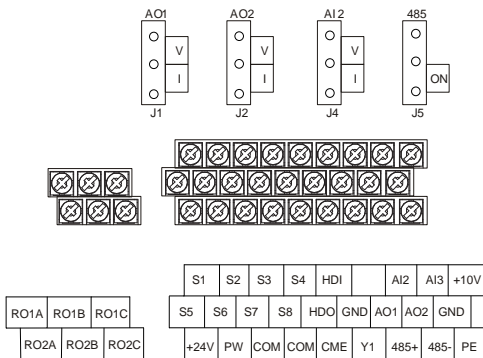 AO1 AO2 AI2 485
V V V
I I I ON
J1 J2 J4 J5
S1 S2 S3 S4 HDI AI2 AI3 +10V
RO1A RO1B RO1C S5 S6 S7 S8 HDO GND AO1 AO2 GND
RO2A RO2B RO2C +24V PW COM COM CME Y1 485+ 485- PE